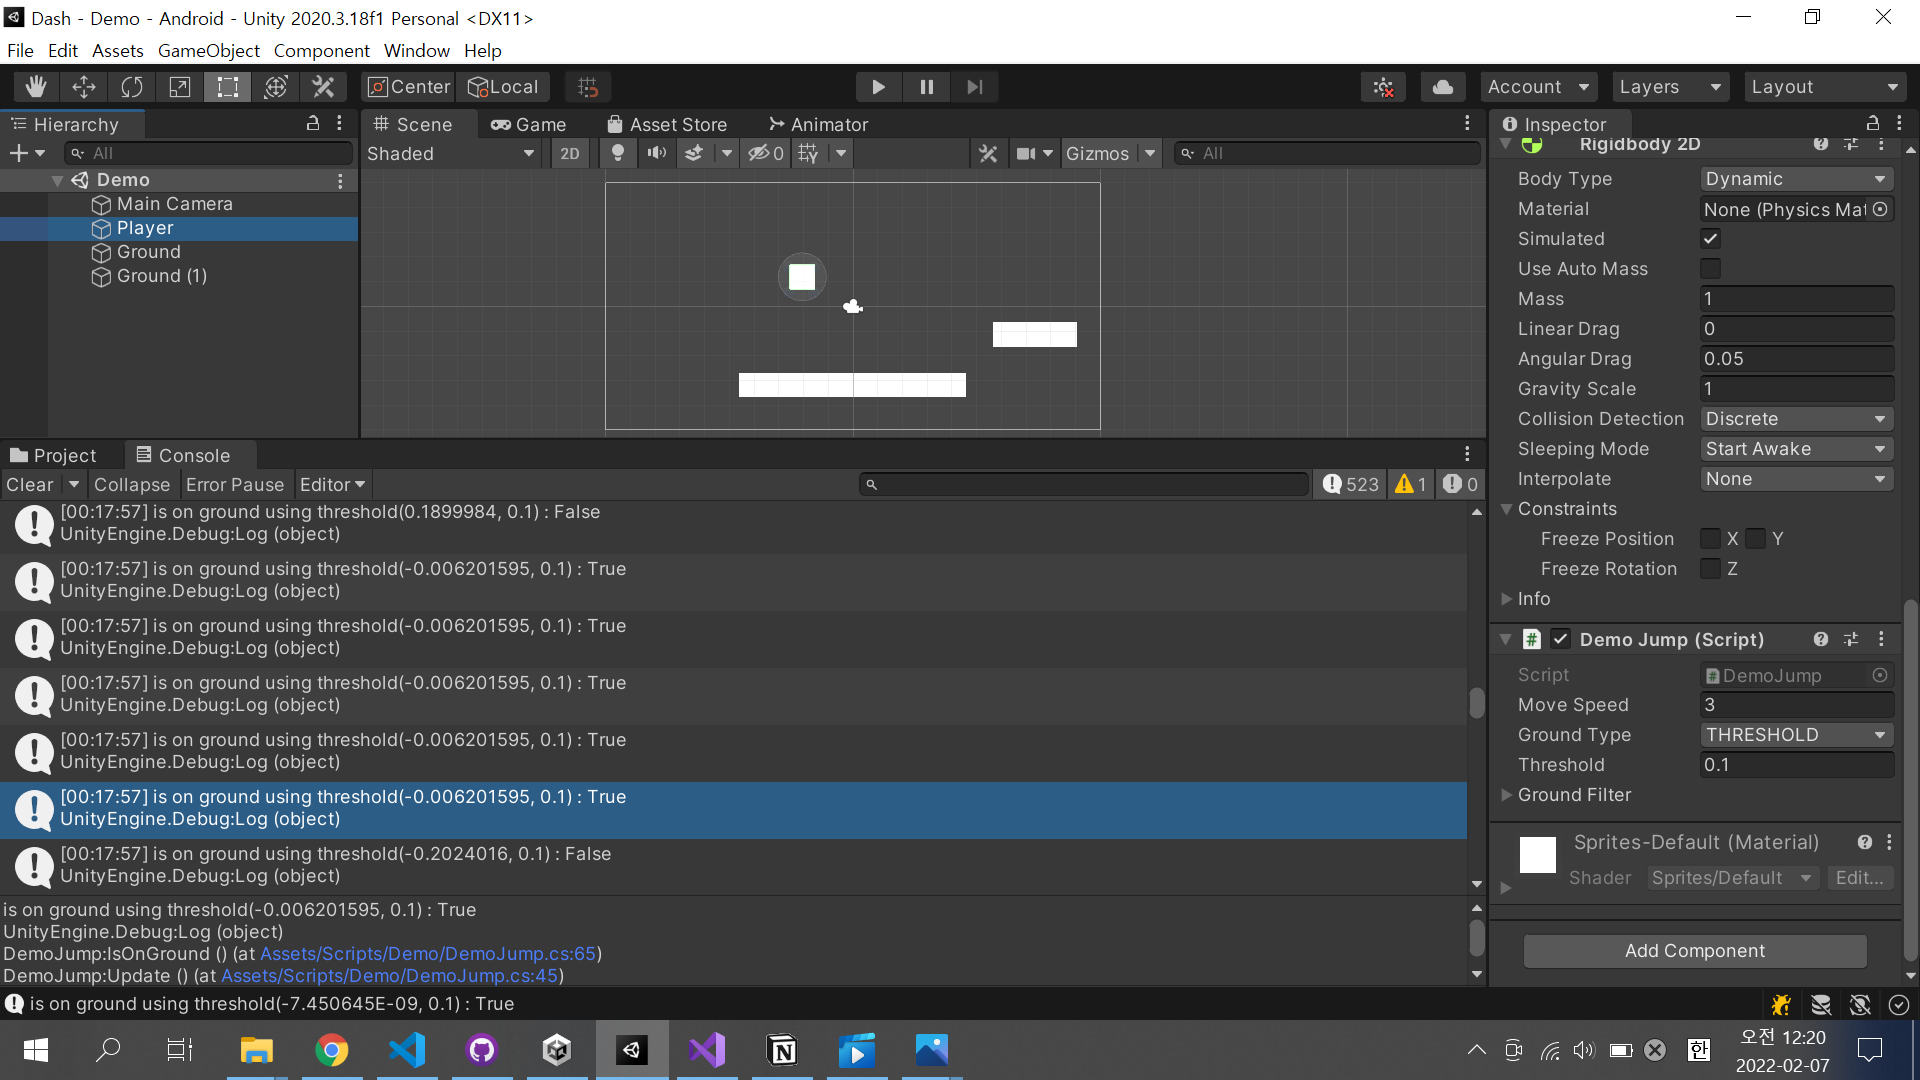 Dash - Demo - Android - Unity 2020.3.18f1 Personal <DX11>
File Edit Assets GameObject Component Window Help
Center Local Account Layers Layout
Hierarchy
All
Demo
Main Camera
Player
Ground
Ground (1)
Scene Game Asset Store Animator
Shaded 2D 0 Gizmos All
Inspector
Rigidbody 2D
Body Type Dynamic
Material None (Physics Mat
Simulated
Use Auto Mass
Mass 1
Linear Drag 0
Angular Drag 0.05
Gravity Scale 1
Collision Detection Discrete
Sleeping Mode Start Awake
Interpolate None
Constraints
Freeze Position X Y
Freeze Rotation Z
Info
Demo Jump (Script)
Script DemoJump
Move Speed 3
Ground Type THRESHOLD
Threshold 0.1
Ground Filter
Sprites-Default (Material)
Shader Sprites/Default Edit...
Add Component
Project Console
Clear Collapse Error Pause Editor 523 1 0
[00:17:57] is on ground using threshold(0.1899984, 0.1) : False
UnityEngine.Debug:Log (object)
[00:17:57] is on ground using threshold(-0.006201595, 0.1) : True
UnityEngine.Debug:Log (object)
[00:17:57] is on ground using threshold(-0.006201595, 0.1) : True
UnityEngine.Debug:Log (object)
[00:17:57] is on ground using threshold(-0.006201595, 0.1) : True
UnityEngine.Debug:Log (object)
[00:17:57] is on ground using threshold(-0.006201595, 0.1) : True
UnityEngine.Debug:Log (object)
[00:17:57] is on ground using threshold(-0.006201595, 0.1) : True
UnityEngine.Debug:Log (object)
[00:17:57] is on ground using threshold(-0.2024016, 0.1) : False
UnityEngine.Debug:Log (object)
is on ground using threshold(-0.006201595, 0.1) : True
UnityEngine.Debug:Log (object)
DemoJump:IsOnGround () (at Assets/Scripts/Demo/DemoJump.cs:65)
DemoJump:Update () (at Assets/Scripts/Demo/DemoJump.cs:45)
is on ground using threshold(-7.450645E-09, 0.1) : True
한
오전 12:20
2022-02-07